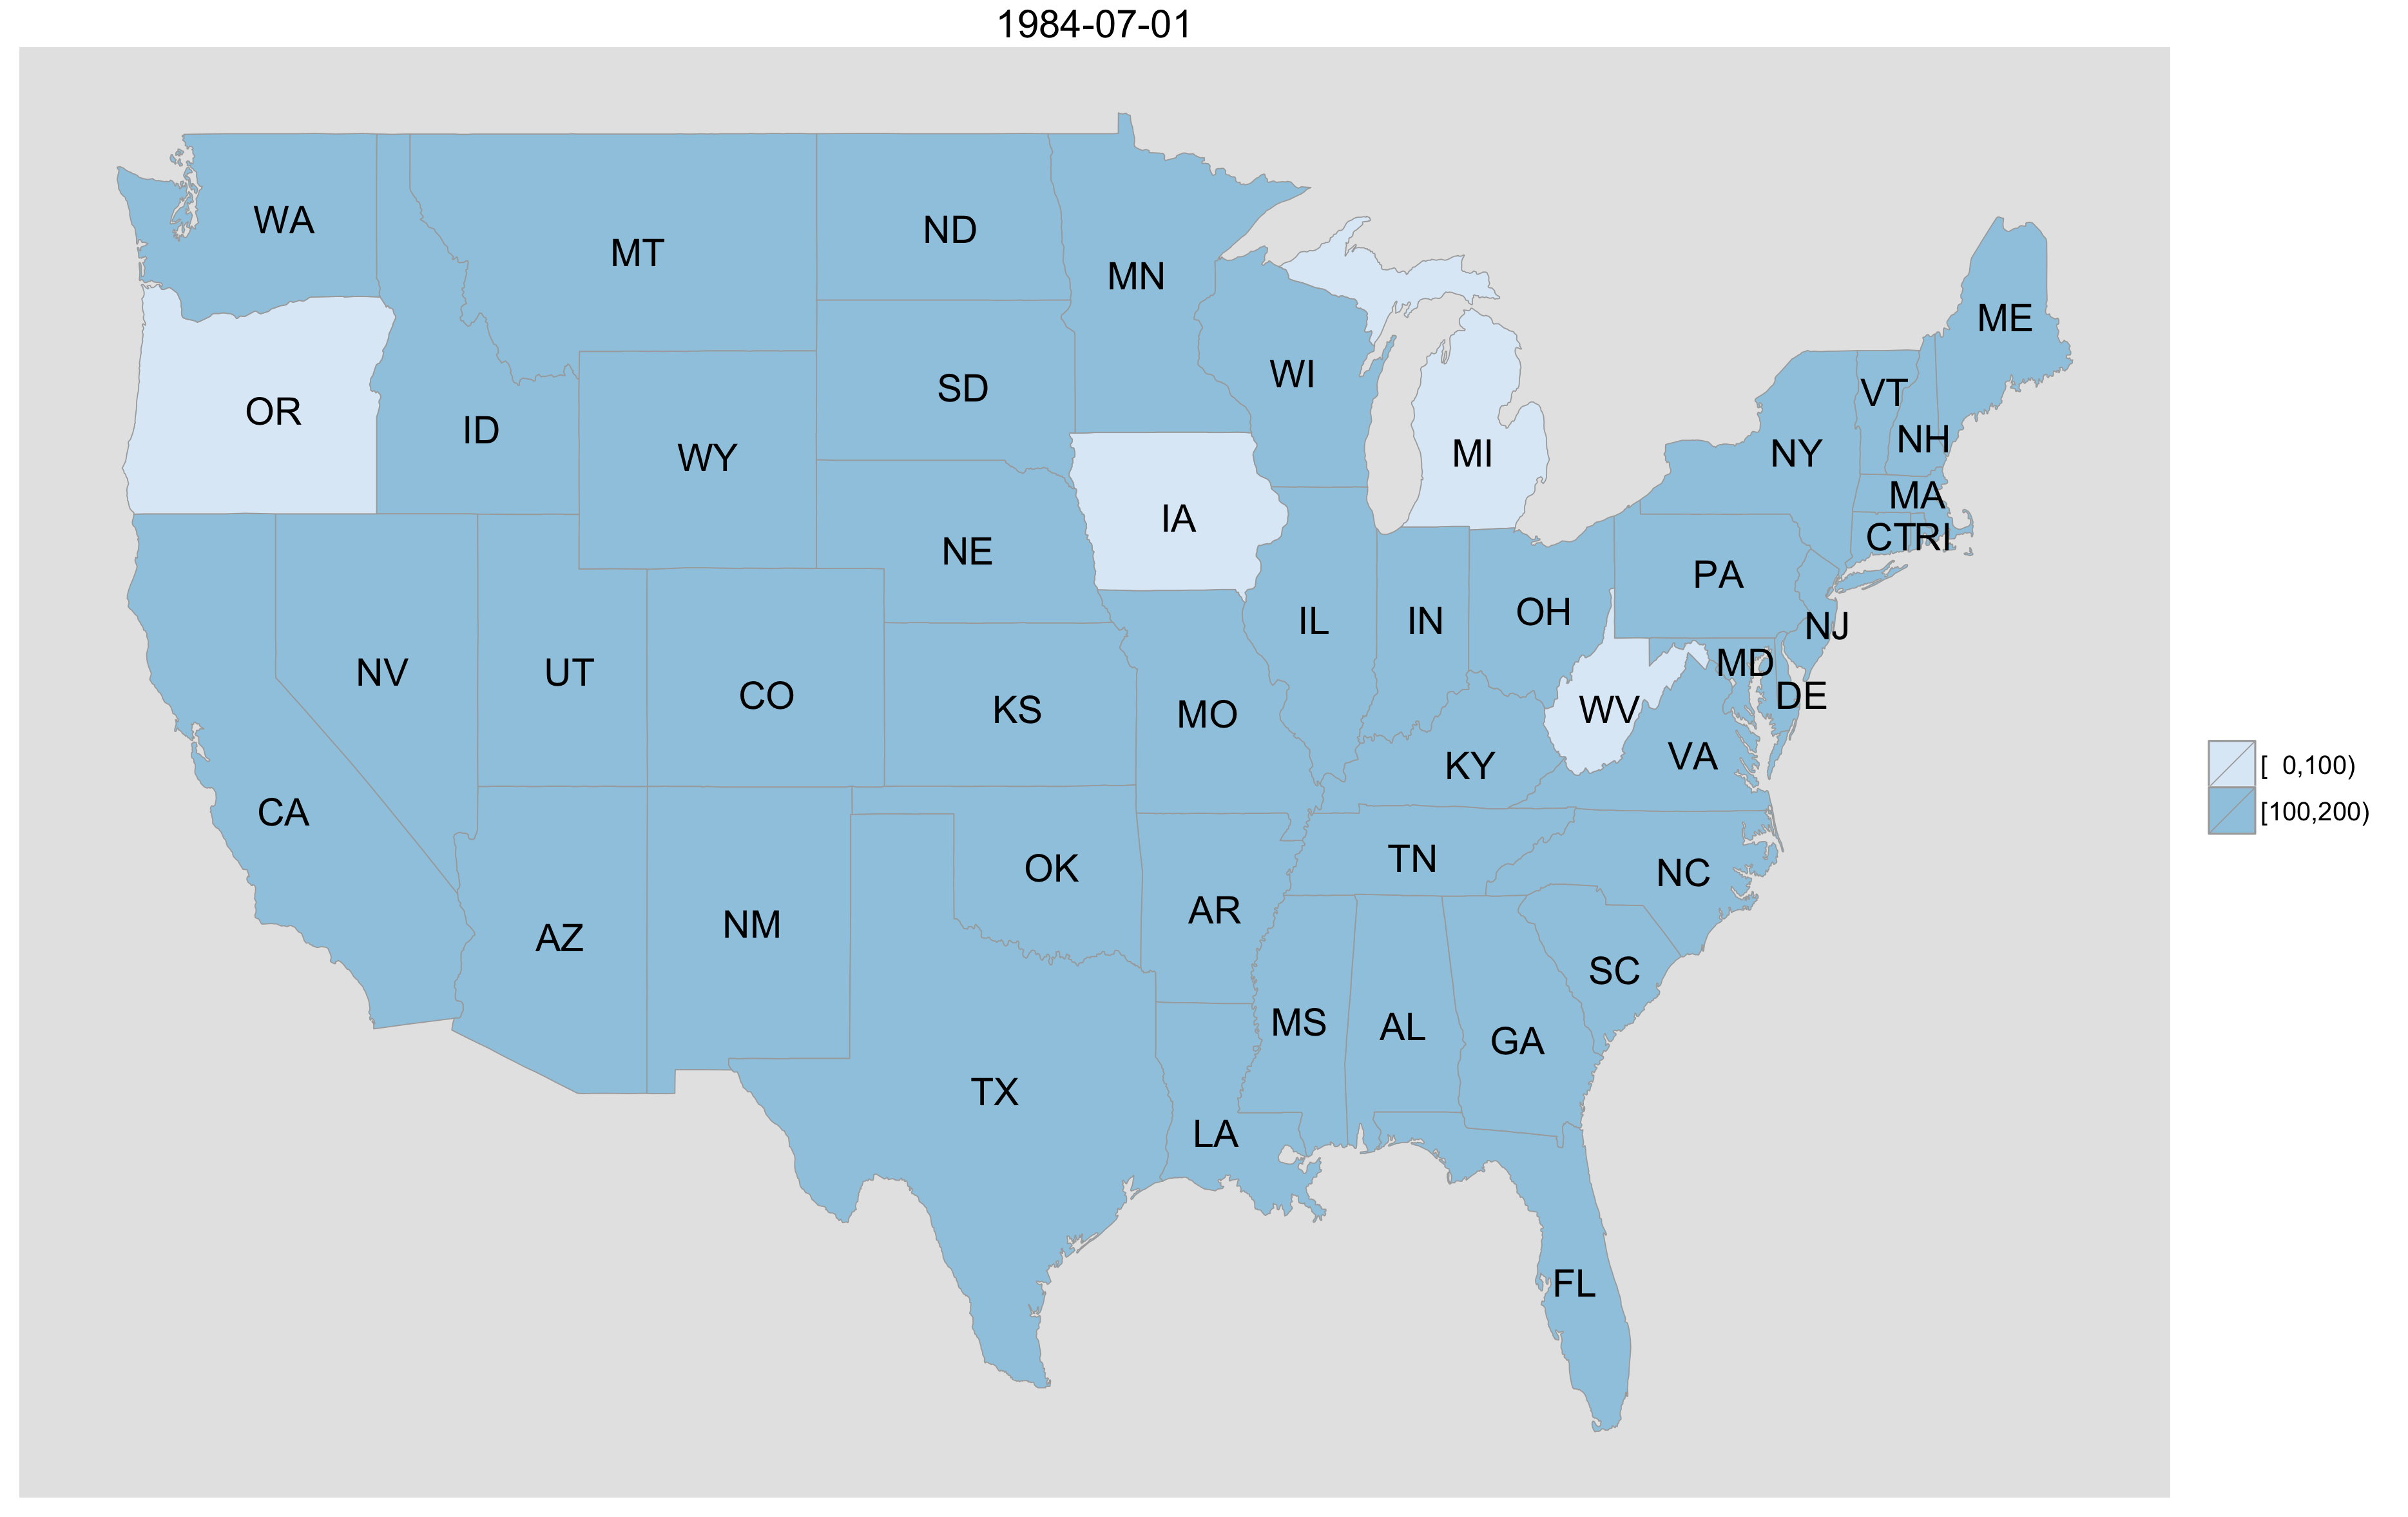 1984-07-01
WA
MT
ND
MN
ME
OR
ID
WY
SD
WI
MI
VT
NY
NH
MA
CT
RI
IA
NE
PA
NJ
IL
IN
OH
MD
DE
NV
UT
CO
KS
MO
WV
VA
KY
[ 0,100)
[100,200)
CA
OK
TN
NC
AR
AZ
NM
SC
MS
AL
GA
TX
LA
FL